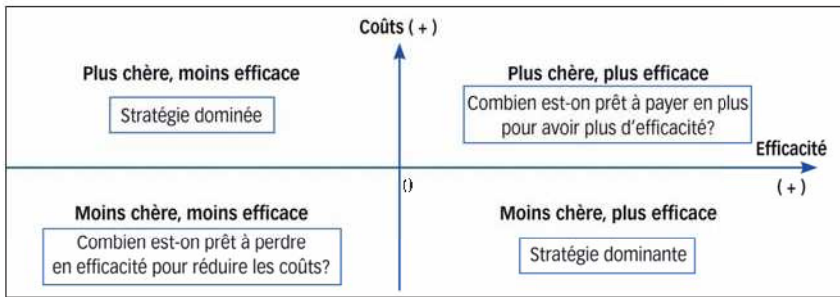 Coûts (+)
Plus chère, moins efficace
Stratégie dominée
Plus chère, plus efficace
Combien est-on prêt à payer en plus
pour avoir plus d'efficacité?
Efficacité
(+)
0
Moins chère, moins efficace
Combien est-on prêt à perdre
en efficacité pour réduire les coûts?
Moins chère, plus efficace
Stratégie dominante